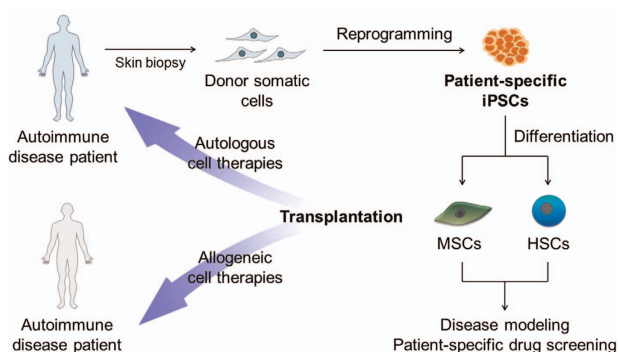 Skin biopsy
Reprogramming
Donor somatic
cells
Patient-specific
iPSCs
Autoimmune
disease patient
Autologous
cell therapies
Differentiation
Transplantation
MSCs
HSCs
Allogeneic
cell therapies
Autoimmune
disease patient
Disease modeling
Patient-specific drug screening